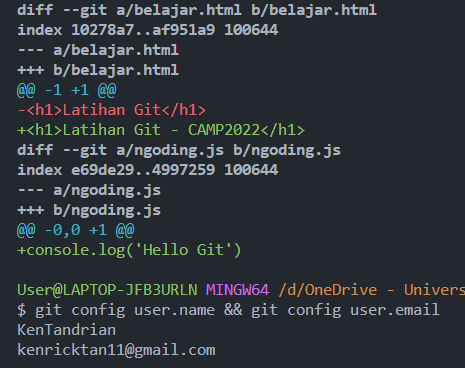 diff --git a/belajar.html b/belajar.html
index 10278a7..af951a9 100644
--- a/belajar.html
+++ b/belajar.html
@@ -1 +1 @@
-<h1>Latihan Git</h1>
+<h1>Latihan Git - CAMP2022</h1>
diff --git a/ngoding.js b/ngoding.js
index e69de29..4997259 100644
--- a/ngoding.js
+++ b/ngoding.js
@@ -0,0 +1 @@
+console.log('Hello Git')
User@LAPTOP-JFB3URLN MINGW64 /d/OneDrive - Univers
$ git config user.name && git config user.email
KenTandrian
kenricktan11@gmail.com